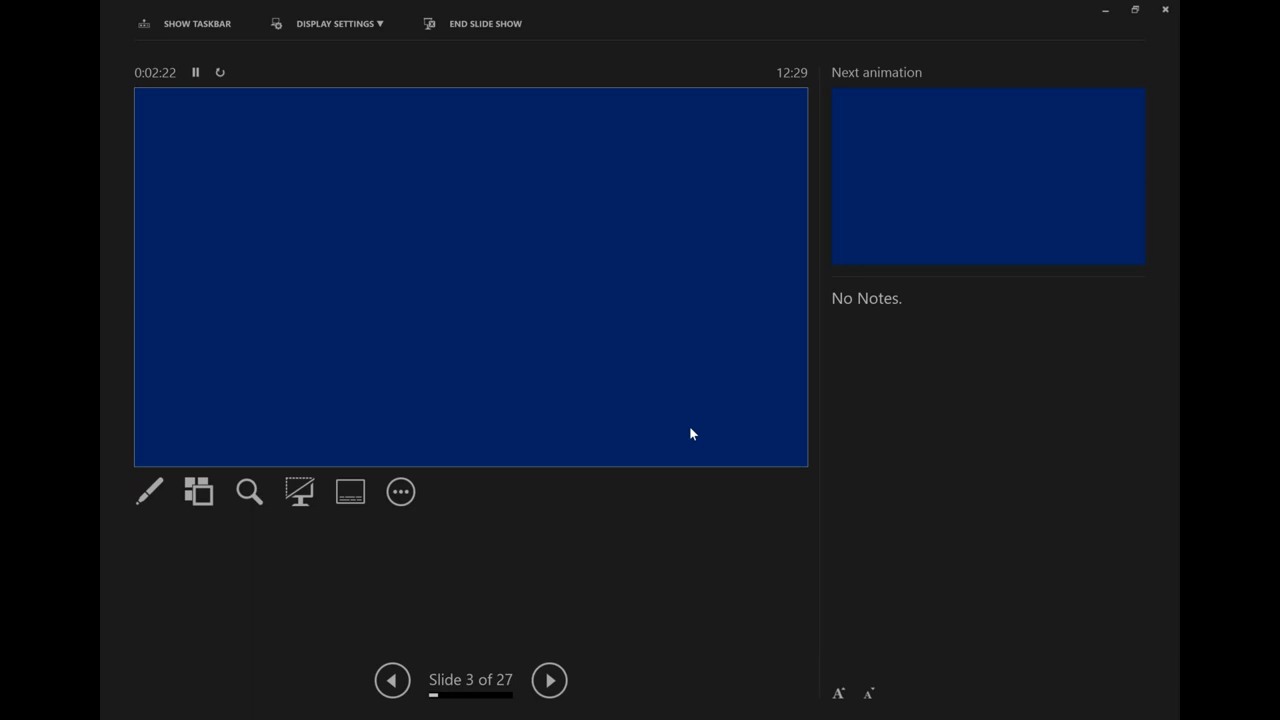 SHOW TASKBAR
DISPLAY SETTINGS ▼
END SLIDE SHOW
0:02:22
12:29
Next animation
No Notes.
Slide 3 of 27
A A